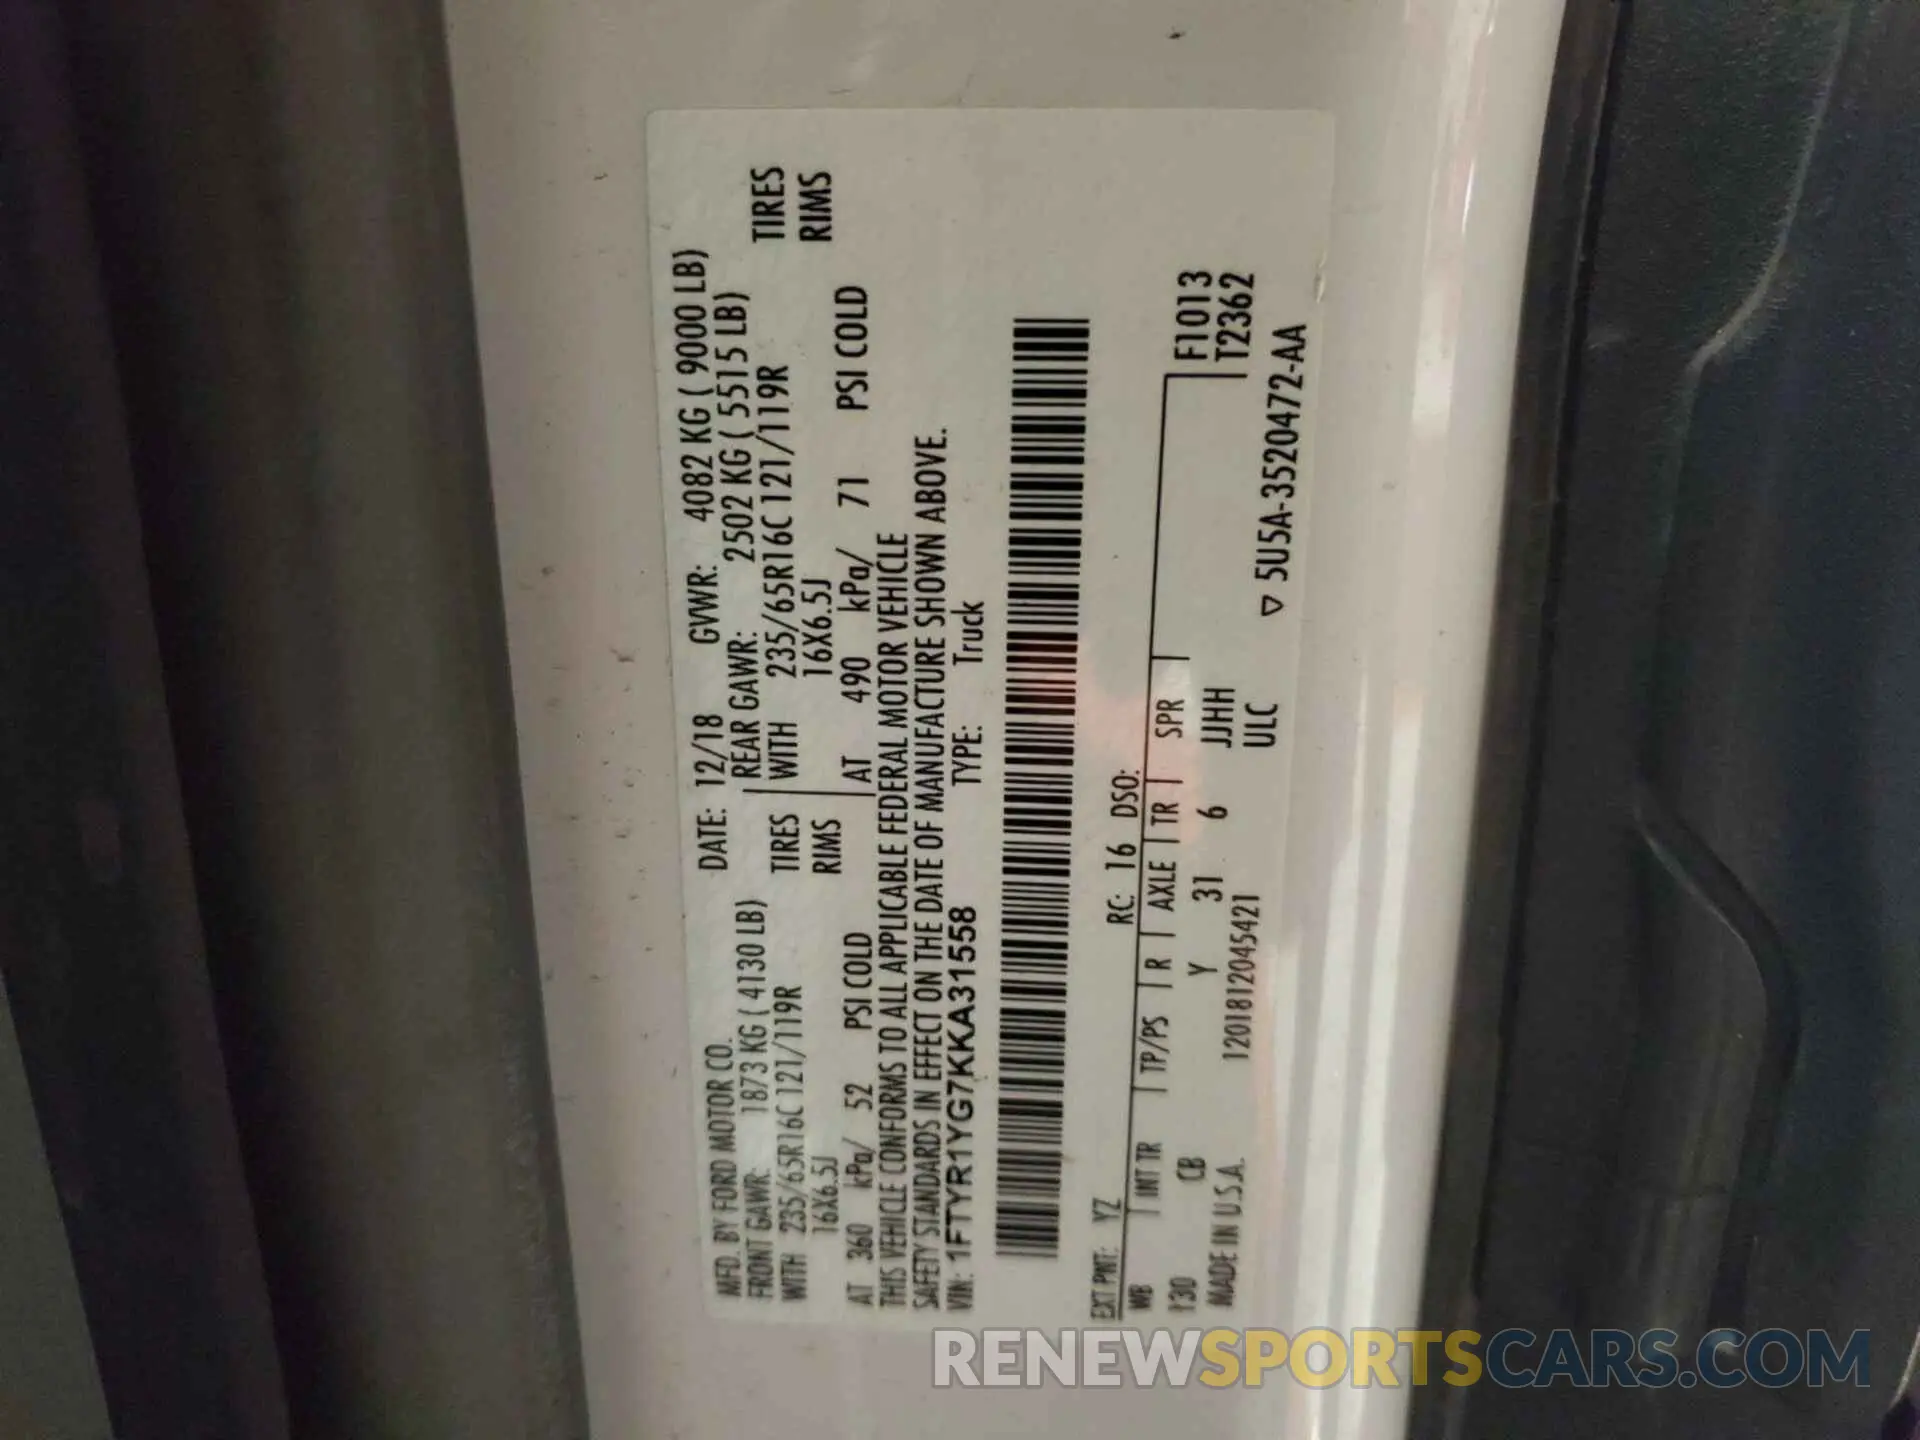 MFD. BY FORD MOTOR CO. DATE: 12/18 GVWR: 4082 KG ( 9000 LB)
FRONT GAWR: 1873 KG ( 4130 LB) REAR GAWR: 2502 KG ( 5515 LB)
WITH 235/65R16C 121/119R TIRES WITH 235/65R16C 121/119R TIRES
16X6.5J RIMS 16X6.5J RIMS
AT 360 kPa/ 52 PSI COLD AT 490 kPa/ 71 PSI COLD
THIS VEHICLE CONFORMS TO ALL APPLICABLE FEDERAL MOTOR VEHICLE
SAFETY STANDARDS IN EFFECT ON THE DATE OF MANUFACTURE SHOWN ABOVE.
VIN: 1FTYR1YG7KKA31558 TYPE: Truck
EXT PNT: YZ RC: 16 DSO:
WB INT TR TP/PS R AXLE TR SPR F1013
130 CB Y 31 6 JJHH T2362
MADE IN U.S.A. 120181204S421 ULC ▽ 5U5A-3520472-AA
RENEWSPORTSCARS.COM